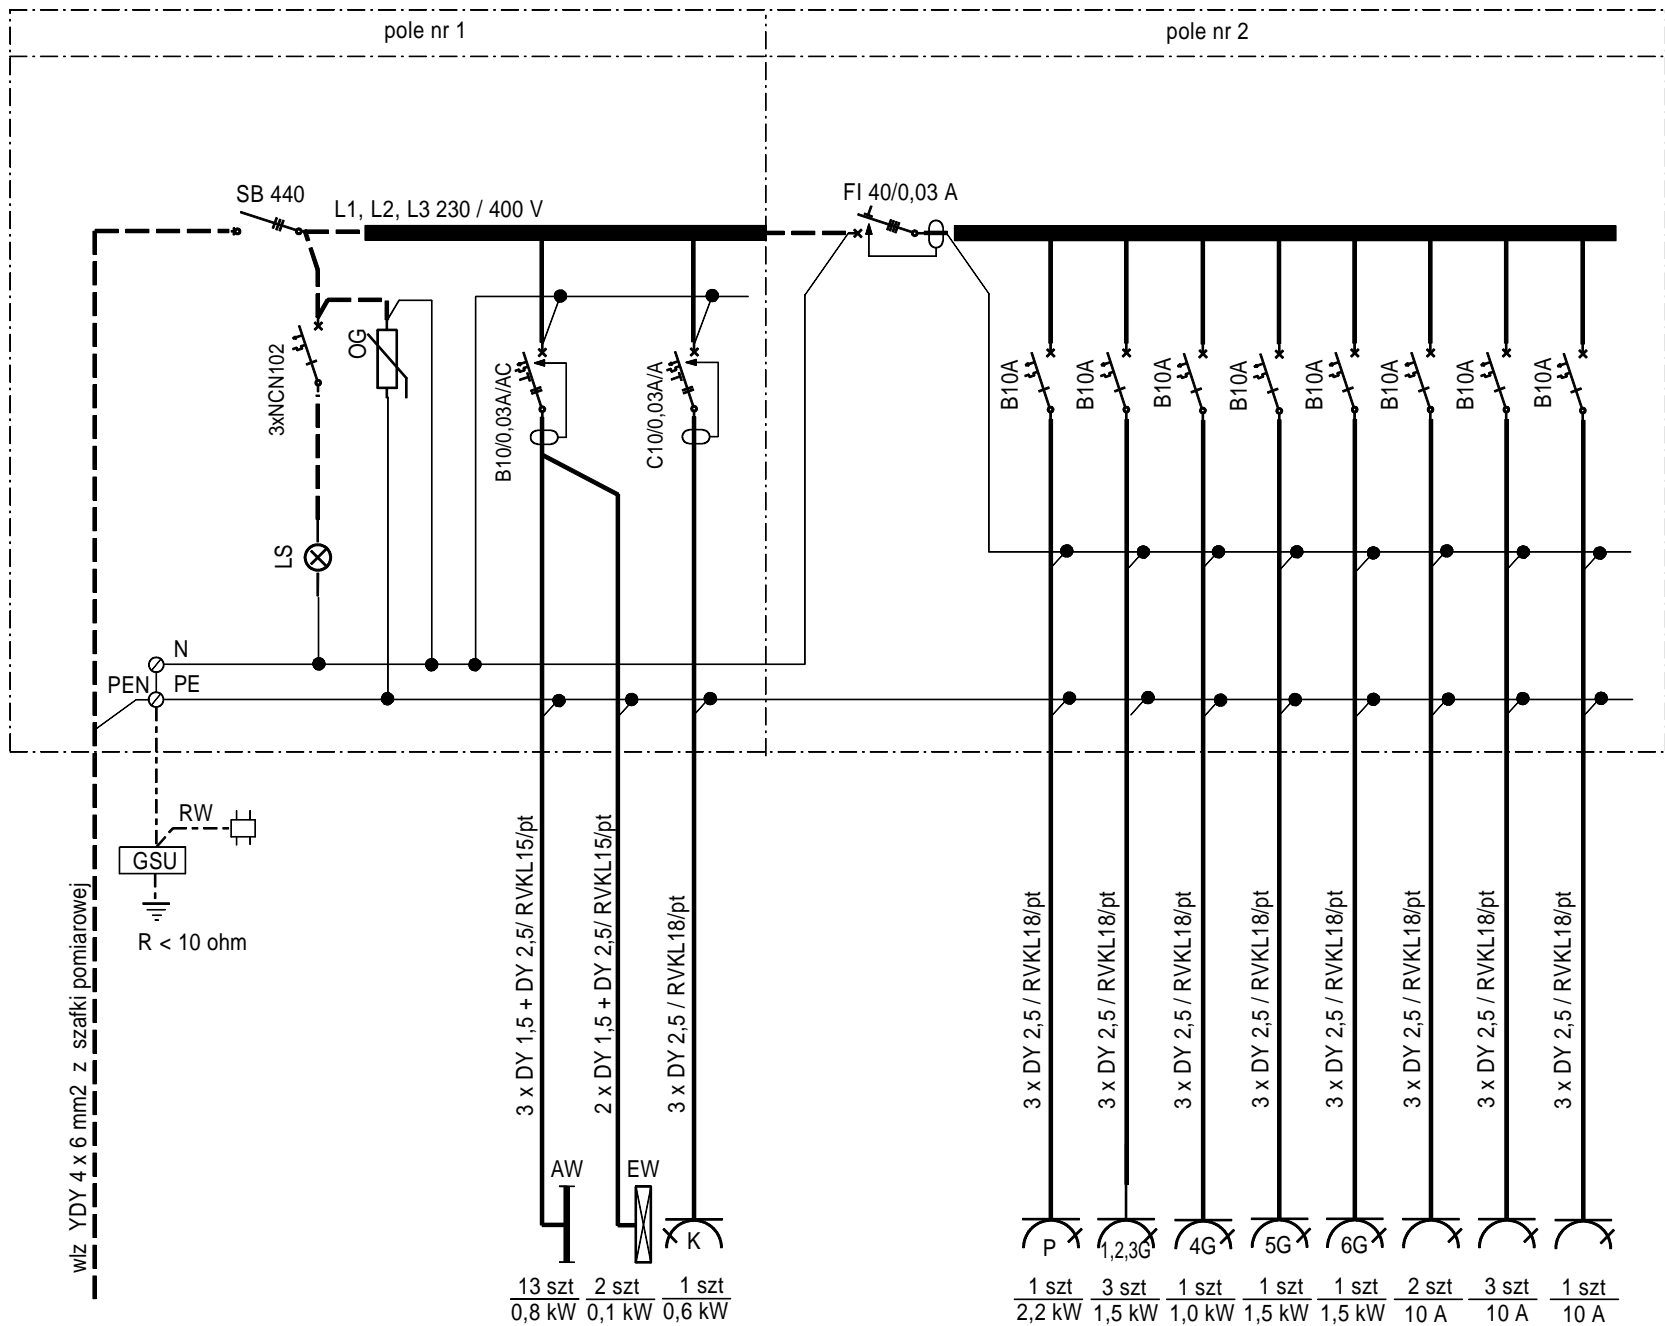 pole nr 1
pole nr 2
SB 440
L1, L2, L3 230 / 400 V
FI 40/0,03 A
3xNCN102
OG
B10/0,03A/AC
C10/0,03A/A
B10A
B10A
B10A
B10A
B10A
B10A
B10A
B10A
LS
N
PEN
PE
RW
GSU
R < 10 ohm
wlz YDY 4 x 6 mm2 z szafki pomiarowej
3 x DY 1,5 + DY 2,5/ RVKL15/pt
2 x DY 1,5 + DY 2,5/ RVKL15/pt
3 x DY 2,5 / RVKL18/pt
3 x DY 2,5 / RVKL18/pt
3 x DY 2,5 / RVKL18/pt
3 x DY 2,5 / RVKL18/pt
3 x DY 2,5 / RVKL18/pt
3 x DY 2,5 / RVKL18/pt
3 x DY 2,5 / RVKL18/pt
3 x DY 2,5 / RVKL18/pt
3 x DY 2,5 / RVKL18/pt
AW
EW
K
P
1,2,3G
4G
5G
6G
13 szt
0,8 kW
2 szt
0,1 kW
1 szt
0,6 kW
1 szt
2,2 kW
3 szt
1,5 kW
1 szt
1,0 kW
1 szt
1,5 kW
1 szt
1,5 kW
2 szt
10 A
3 szt
10 A
1 szt
10 A